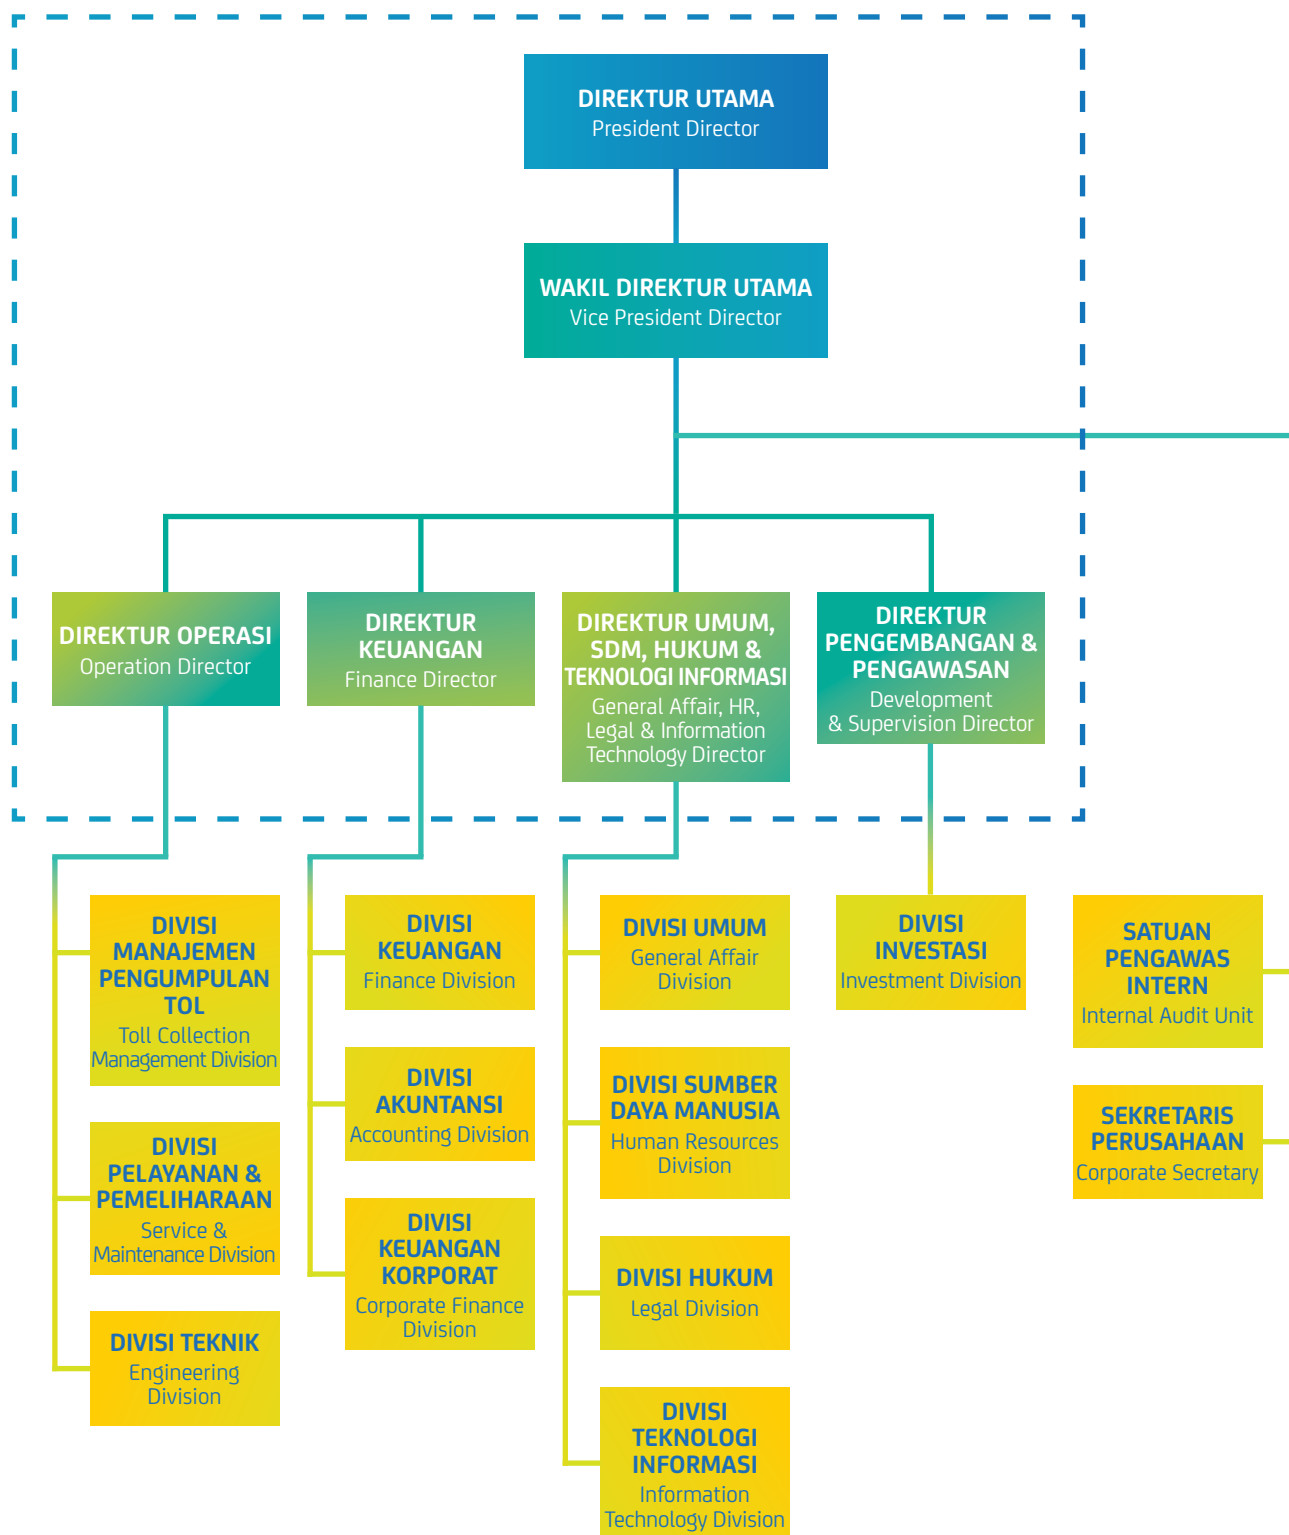 DIREKTUR UTAMA
President Director
WAKIL DIREKTUR UTAMA
Vice President Director
DIREKTUR OPERASI
Operation Director
DIREKTUR
KEUANGAN
Finance Director
DIREKTUR UMUM,
SDM, HUKUM &
TEKNOLOGI INFORMASI
General Affair, HR,
Legal & Information
Technology Director
DIREKTUR
PENGEMBANGAN &
PENGAWASAN
Development
& Supervision Director
DIVISI
MANAJEMEN
PENGUMPULAN
TOL
Toll Collection
Management Division
DIVISI
PELAYANAN &
PEMELIHARAAN
Service &
Maintenance Division
DIVISI TEKNIK
Engineering
Division
DIVISI
KEUANGAN
Finance Division
DIVISI
AKUNTANSI
Accounting Division
DIVISI
KEUANGAN
KORPORAT
Corporate Finance
Division
DIVISI UMUM
General Affair
Division
DIVISI SUMBER
DAYA MANUSIA
Human Resources
Division
DIVISI HUKUM
Legal Division
DIVISI
TEKNOLOGI
INFORMASI
Information
Technology Division
DIVISI
INVESTASI
Investment Division
SATUAN
PENGAWAS
INTERN
Internal Audit Unit
SEKRETARIS
PERUSAHAAN
Corporate Secretary